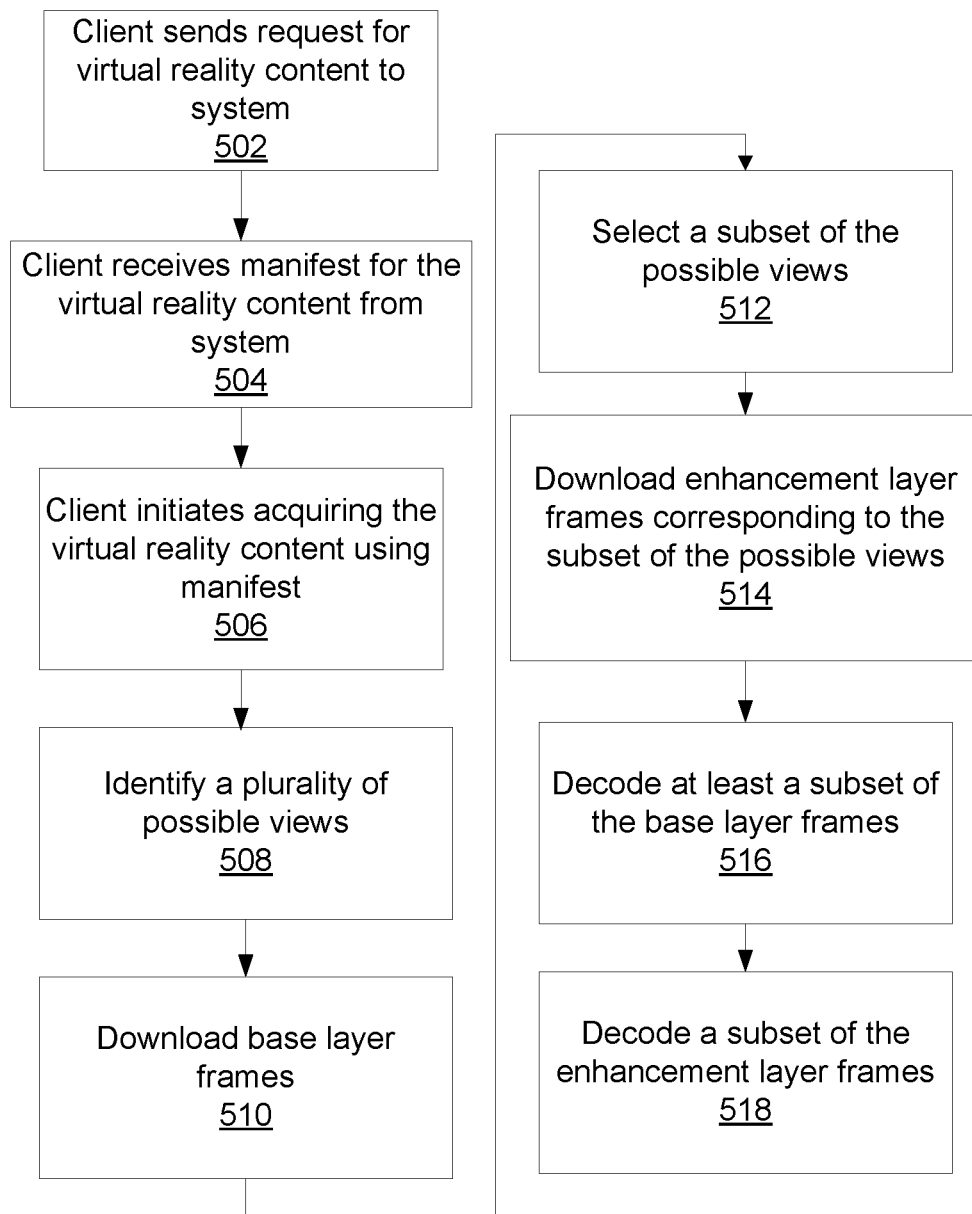 Client sends request for
virtual reality content to
system
502
Client receives manifest for the
virtual reality content from
system
504
Client initiates acquiring the
virtual reality content using
manifest
506
Identify a plurality of
possible views
508
Download base layer
frames
510
Select a subset of the
possible views
512
Download enhancement layer
frames corresponding to the
subset of the possible views
514
Decode at least a subset of
the base layer frames
516
Decode a subset of the
enhancement layer frames
518